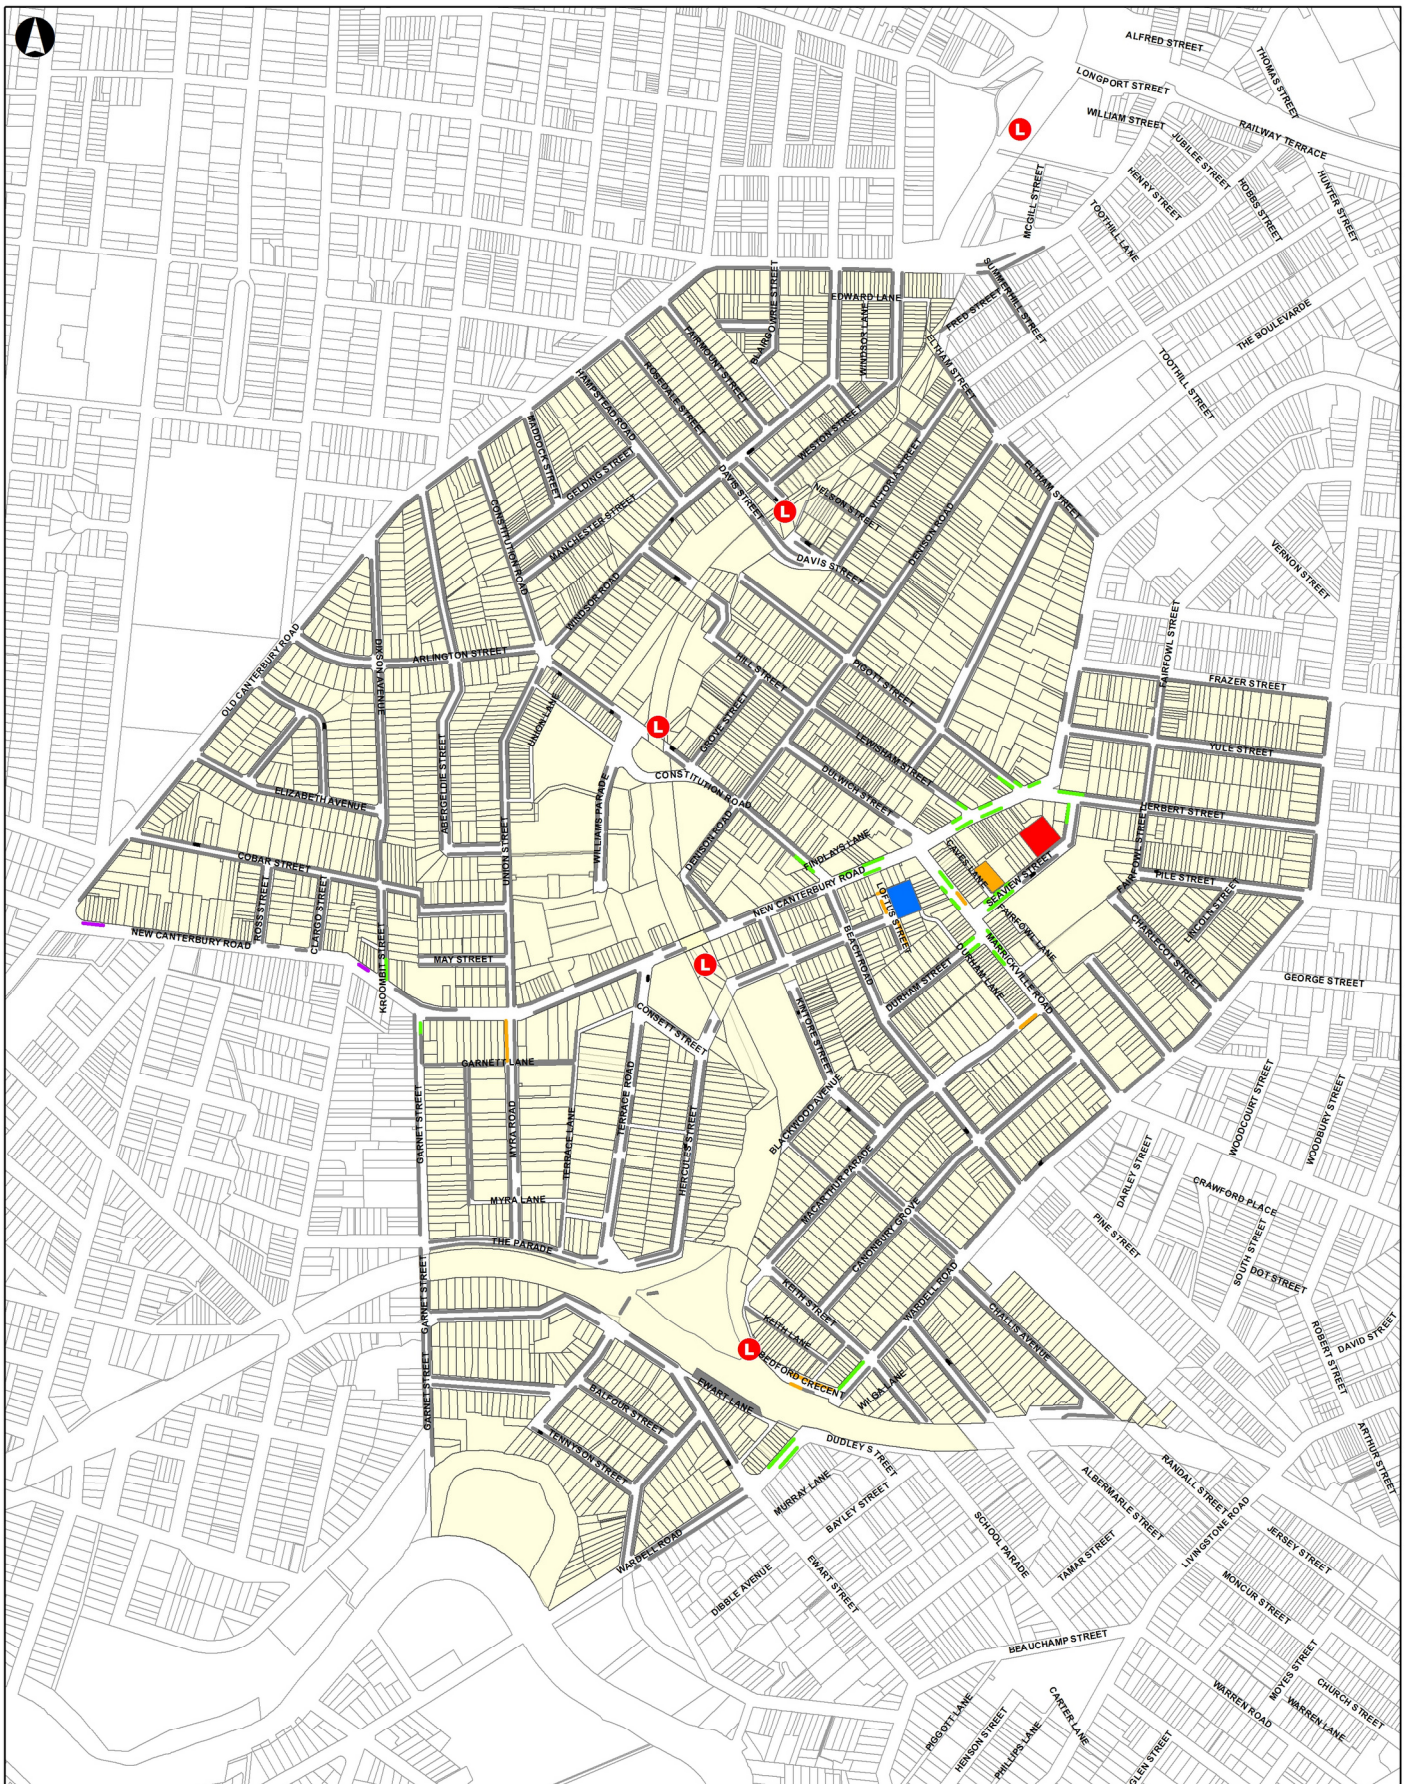 ALFRED STREET
THOMAS STREET
LONGPORT STREET
WILLIAM STREET
RAILWAY TERRACE
JUBILEE STREET
L
HENRY STREET
HOBBS STREET
HUNTER STREET
MCGILL STREET
TOOTHILL LANE
SUMMERHILL STREET
EDWARD LANE
BLAIRGOWRIE STREET
WINDSOR LANE
FRED STREET
THE BOULEVARDE
FAIRMOUNT STREET
ELTHAM STREET
TOOTHILL STREET
ROSEDALE STREET
HAMPSTEAD ROAD
MADDOCK STREET
WESTON STREET
GELDING STREET
DAVIS STREET
VICTORIA STREET
ELTHAM STREET
NELSON STREET
L
CONSTITUTION ROAD
MANCHESTER STREET
DENISON ROAD
DAVIS STREET
VERNON STREET
WINDSOR ROAD
FAIRFOWL STREET
OLD CANTERBURY ROAD
DIXSON AVENUE
ARLINGTON STREET
HILL STREET
PIGOTT STREET
FRAZER STREET
UNION LANE
L
GROVE STREET
LEWISHAM STREET
YULE STREET
CONSTITUTION ROAD
DULWICH STREET
ELIZABETH AVENUE
ABERGELDIE STREET
WILLIAMS PARADE
HERBERT STREET
DENISON ROAD
FINDLAYS LANE
CAVES LANE
FAIRFOWL STREET
COBAR STREET
UNION STREET
SEAVIEW STREET
PILE STREET
NEW CANTERBURY ROAD
LOFTUS STREET
LINCOLN STREET
ROSS STREET
CLARGO STREET
FAIRFOWL LANE
CHARLECOT STREET
NEW CANTERBURY ROAD
BEACH ROAD
MARRICKVILLE ROAD
KROOMBIT STREET
MAY STREET
L
DURHAM STREET
DURHAM LANE
GEORGE STREET
CONSETT STREET
KINTORE STREET
GARNETT LANE
GARNET STREET
MYRA ROAD
TERRACE LANE
TERRACE ROAD
HERCULES STREET
BLACKWOOD AVENUE
WOODCOURT STREET
WOODBURY STREET
DARLEY STREET
MACARTHUR PARADE
MYRA LANE
CRAWFORD PLACE
PINE STREET
CANONBURY GROVE
THE PARADE
SOUTH STREET
DOT STREET
GARNET STREET
KEITH STREET
WARDELL ROAD
CHALLIS AVENUE
KEITH LANE
L
ROBERT STREET
DAVID STREET
BEDFORD CRECENT
WILGA LANE
GARNET STREET
EWART LANE
BALFOUR STREET
TENNYSON STREET
DUDLEY STREET
ARTHUR STREET
RANDALL STREET
MURRAY LANE
ALBERMARLE STREET
BAYLEY STREET
LIVINGSTONE ROAD
SCHOOL PARADE
JERSEY STREET
WARDELL ROAD
TAMAR STREET
DIBBLE AVENUE
EWART STREET
MONCUR STREET
BEAUCHAMP STREET
MOYES STREET
CHURCH STREET
WARREN ROAD
WARREN LANE
PIGGOTT LANE
HENSON STREET
PHILLIPS LANE
CARTER LANE
GLEN STREET